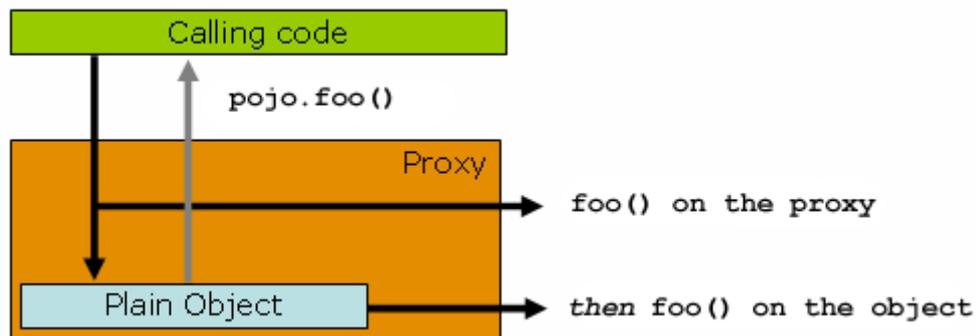 Calling code
pojo.foo()
Proxy
foo() on the proxy
Plain Object
then foo() on the object